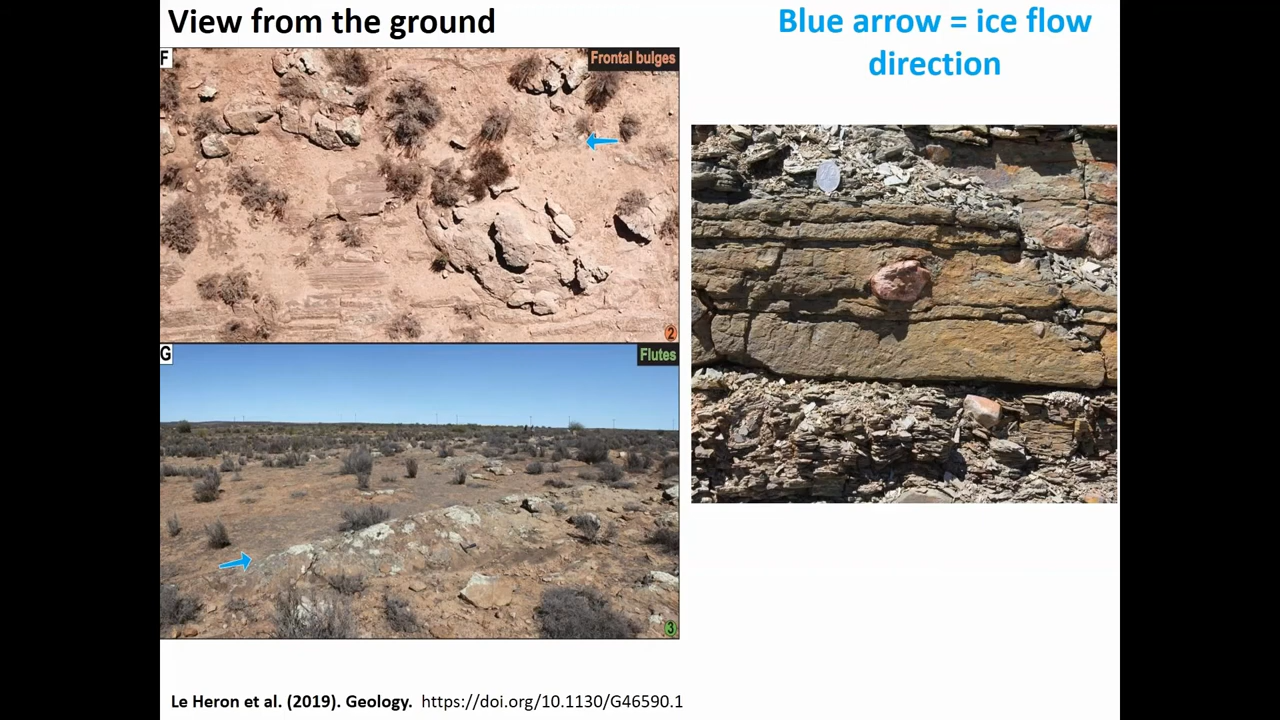 View from the ground
Blue arrow = ice flow
direction
F
Frontal bulges
2
G
Flutes
3
Le Heron et al. (2019). Geology. https://doi.org/10.1130/G46590.1